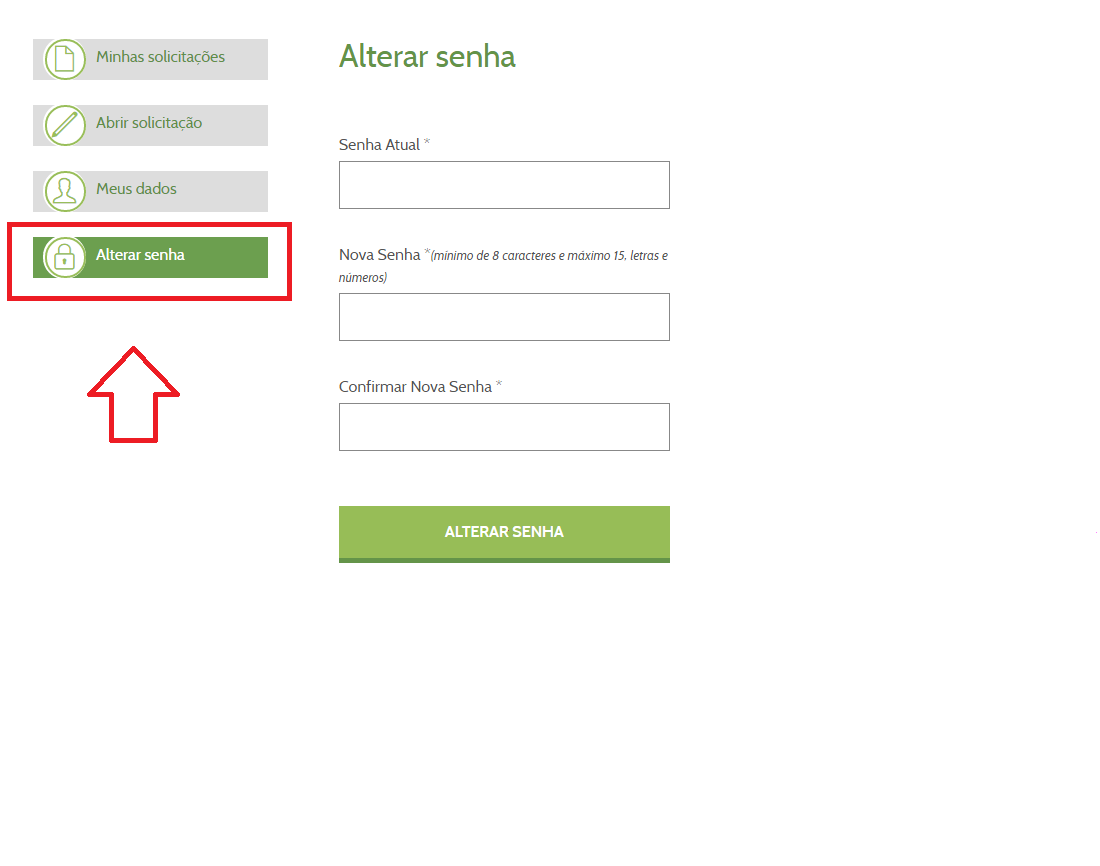 Minhas solicitações
Abrir solicitação
Meus dados
Alterar senha
Alterar senha
Senha Atual *
Nova Senha *(mínimo de 8 caracteres e máximo 15, letras e
números)
Confirmar Nova Senha *
ALTERAR SENHA